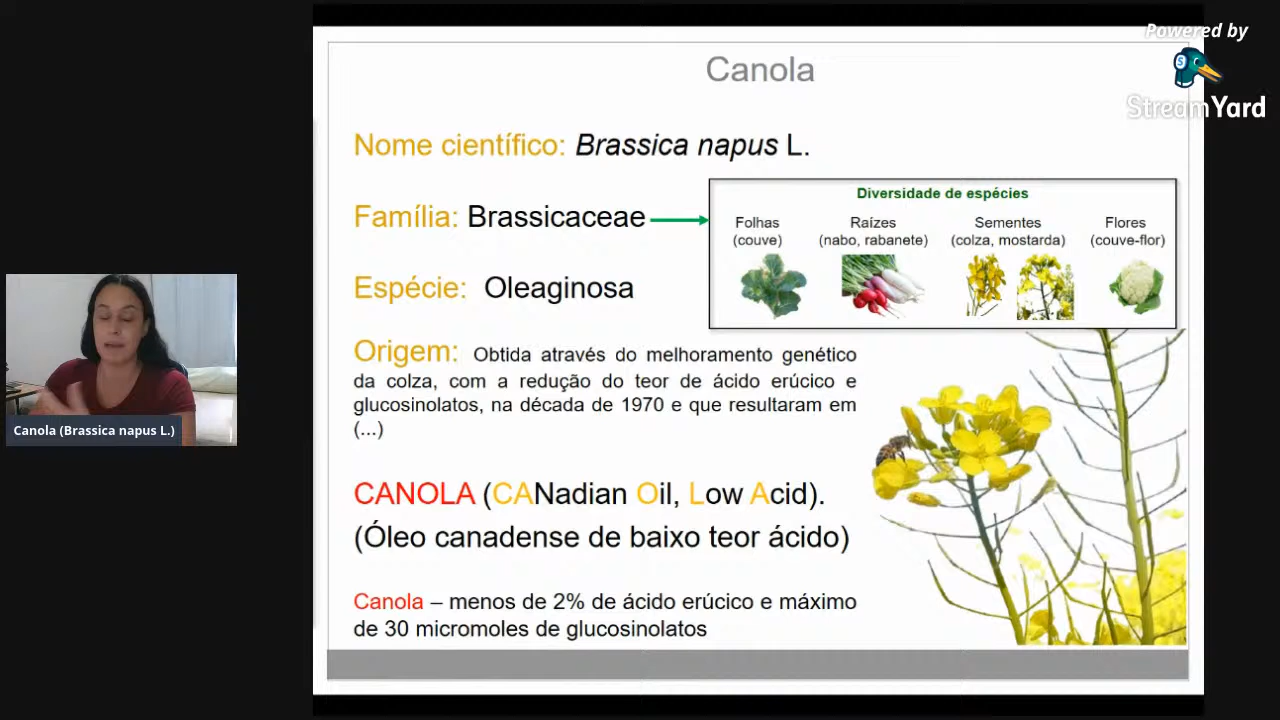 Powered by
StreamYard
Canola
Nome científico: Brassica napus L.
Família: Brassicaceae
Diversidade de espécies
Folhas
(couve)
Raízes
(nabo, rabanete)
Sementes
(colza, mostarda)
Flores
(couve-flor)
Espécie: Oleaginosa
Origem: Obtida através do melhoramento genético
da colza, com a redução do teor de ácido erúcico e
glucosinolatos, na década de 1970 e que resultaram em
(...)
CANOLA (CANadian Oil, Low Acid).
(Óleo canadense de baixo teor ácido)
Canola – menos de 2% de ácido erúcico e máximo
de 30 micromoles de glucosinolatos
Canola (Brassica napus L.)